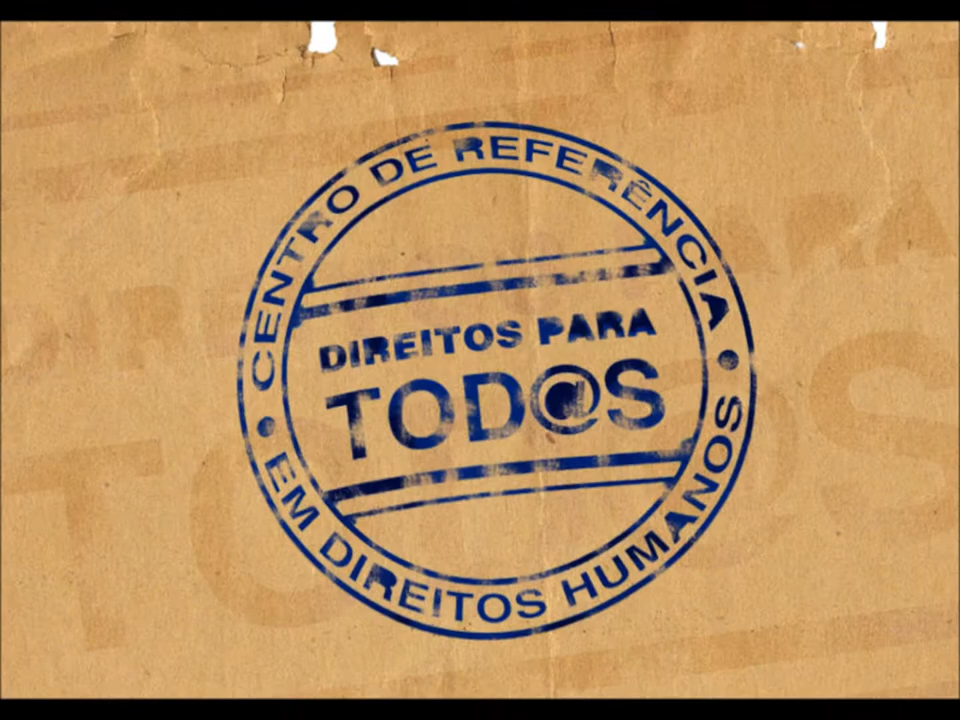 CENTRO DE REFERÊNCIA
DIREITOS PARA
TOD@S
EM DIREITOS HUMANOS